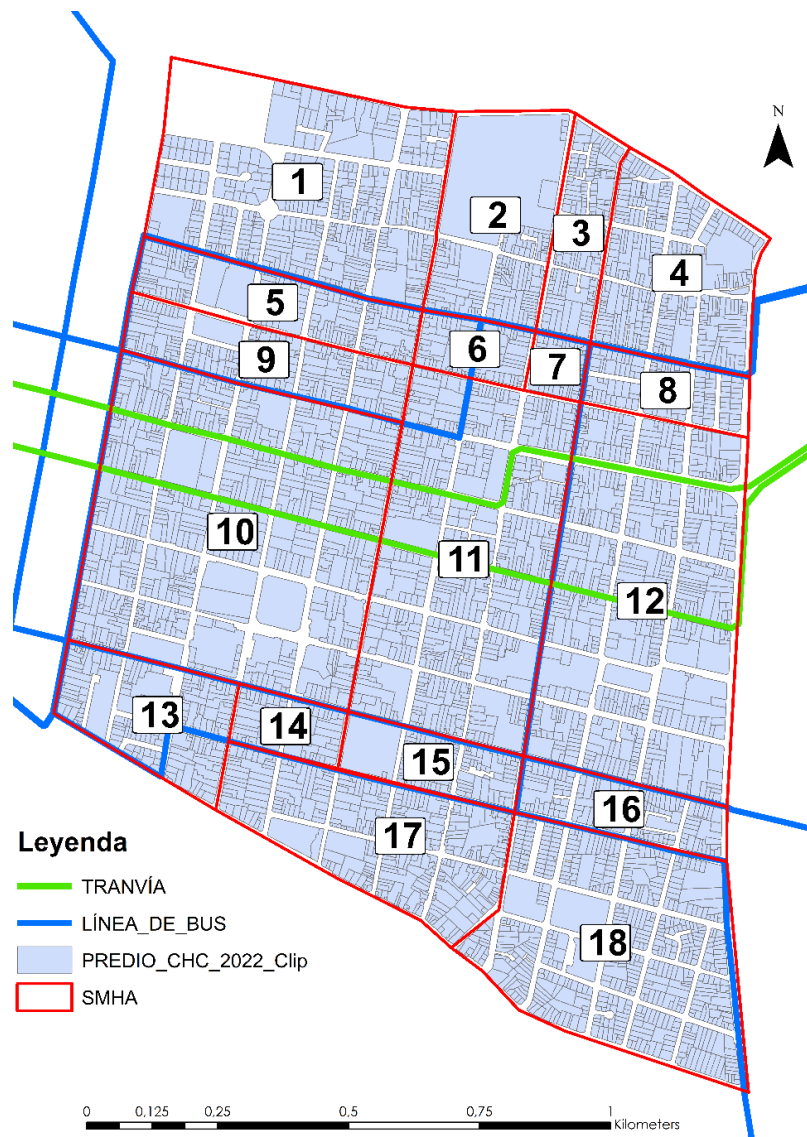 N
1
2
3
4
5
6
7
8
9
10
11
12
13
14
15
16
17
18
Leyenda
TRANVÍA
LÍNEA_DE_BUS
PREDIO_CHC_2022_Clip
SMHA
0 0,125 0,25 0,5 0,75 1
Kilometers